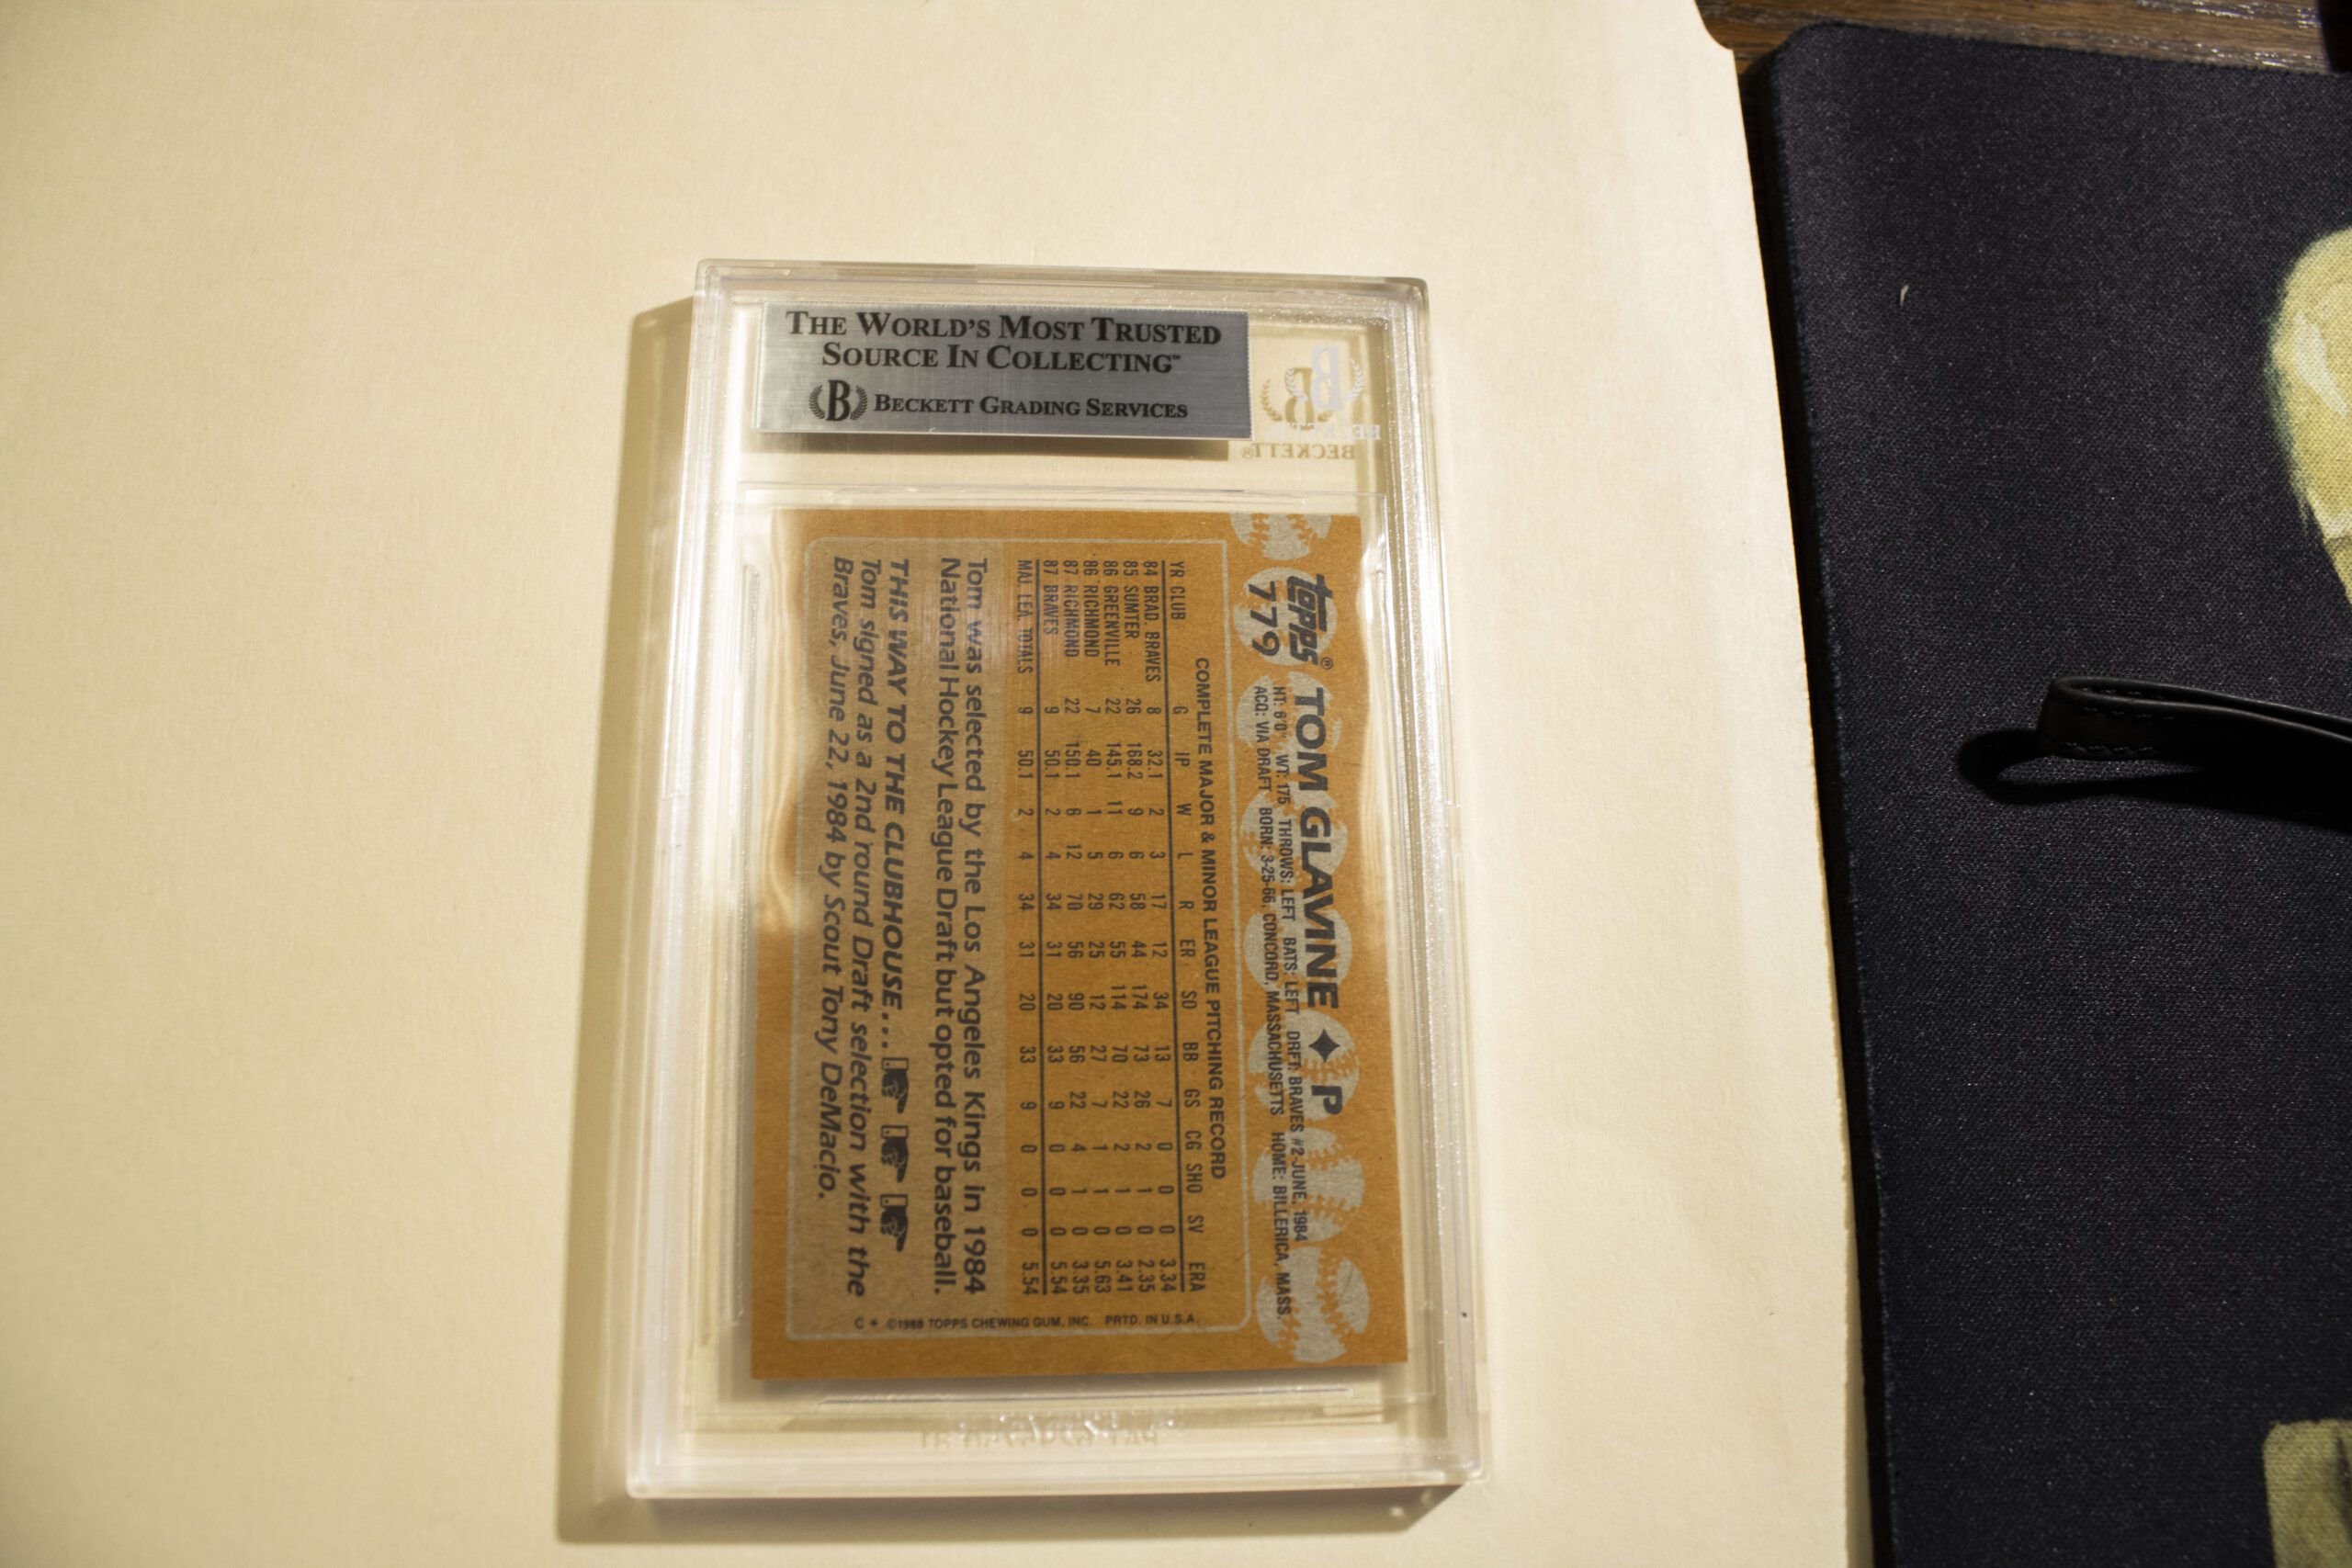 THE WORLD'S MOST TRUSTED
SOURCE IN COLLECTING™
B BECKETT GRADING SERVICES
BECKETT®
topps®
779
TOM GLAVINE ✦ P
HT: 6'0" WT: 175 THROWS: LEFT BATS: LEFT DRFT: BRAVES #2-JUNE, 1984
ACQ: VIA DRAFT BORN: 3-25-66, CONCORD, MASSACHUSETTS HOME: BILLERICA, MASS.
COMPLETE MAJOR & MINOR LEAGUE PITCHING RECORD
YR CLUB G IP W L R ER SO BB GS CG SHO SV ERA
84 BRAD. BRAVES 8 32.1 2 3 17 12 34 13 7 0 0 0 3.34
85 SUMTER 26 168.2 9 6 58 44 174 73 26 2 1 0 2.35
86 GREENVILLE 22 145.1 11 6 62 55 114 70 22 2 1 0 3.41
86 RICHMOND 7 40 1 5 29 25 12 27 7 1 1 0 5.63
87 RICHMOND 22 150.1 6 12 70 56 90 56 22 4 1 0 3.35
87 BRAVES 9 50.1 2 4 34 31 20 33 9 0 0 0 5.54
MAJ. LEA. TOTALS 9 50.1 2 4 34 31 20 33 9 0 0 0 5.54
Tom was selected by the Los Angeles Kings in 1984
National Hockey League Draft but opted for baseball.
THIS WAY TO THE CLUBHOUSE...
Tom signed as a 2nd round Draft selection with the
Braves, June 22, 1984 by Scout Tony DeMacio.
C * ©1988 TOPPS CHEWING GUM, INC. PRTD. IN U.S.A.